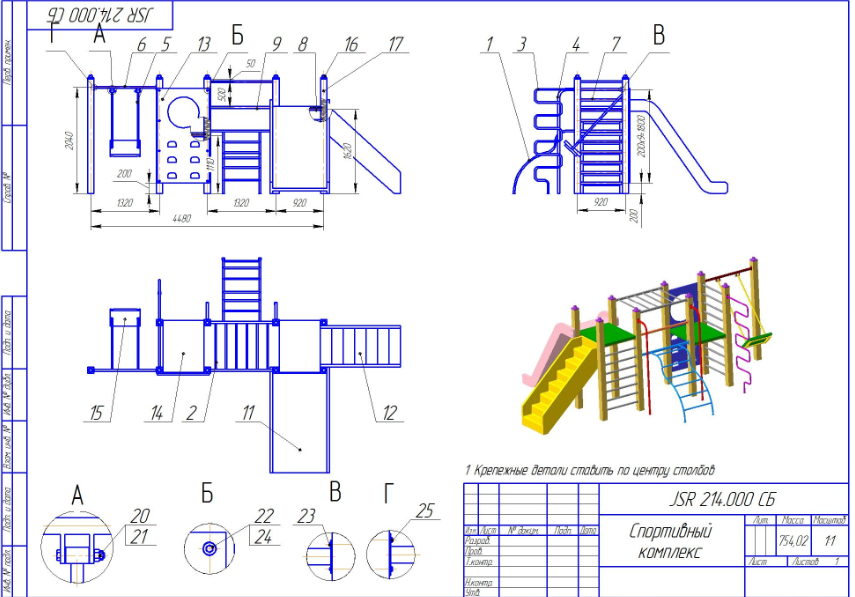 JSR 214.000 СБ
Перв. примен.
Справ. №
Подп. и дата
Инв. № дубл.
Взам. инв. №
Подп. и дата
Инв. № подл.
Г А 6 5 13 Б 9 8 16 17
50
500
2040
200
1110
1620
1320 1320 920
4480
1 3 4 7 В
200х9=1800
920
200
15 14 2 11 12
А
20
21
Б
22
24
В
23
Г
25
1 Крепежные детали ставить по центру столбов
JSR 214.000 СБ
Спортивный
комплекс
Изм. Лист № докум. Подп. Дата
Разраб.
Пров.
Т.контр.
Н.контр.
Утв.
Лит. Масса Масштаб
754,02 1:1
Лист Листов 1